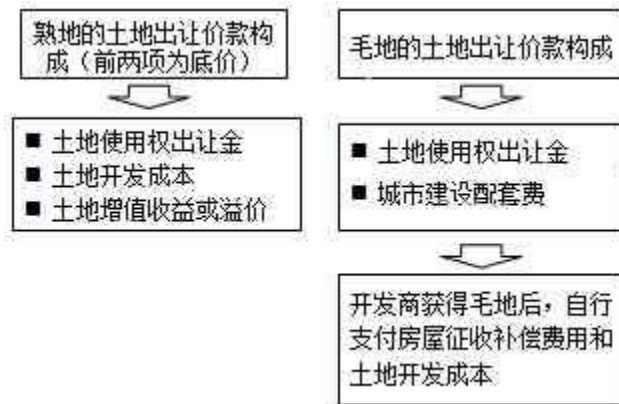 熟地的土地出让价款构
成（前两项为底价）
■ 土地使用权出让金
■ 土地开发成本
■ 土地增值收益或溢价
毛地的土地出让价款构成
■ 土地使用权出让金
■ 城市建设配套费
开发商获得毛地后，自行
支付房屋征收补偿费用和
土地开发成本